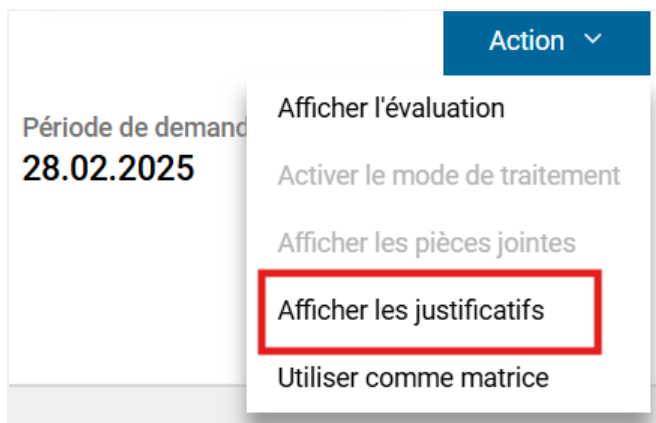 Action
Afficher l'évaluation
Période de demand
28.02.2025
Activer le mode de traitement
Afficher les pièces jointes
Afficher les justificatifs
Utiliser comme matrice